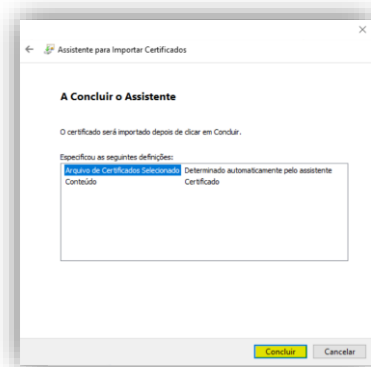 Assistente para Importar Certificados
A Concluir o Assistente
O certificado será importado depois de clicar em Concluir.
Especificou as seguintes definições:
Arquivo de Certificados Selecionado Determinado automaticamente pelo assistente
Conteúdo Certificado
Concluir Cancelar